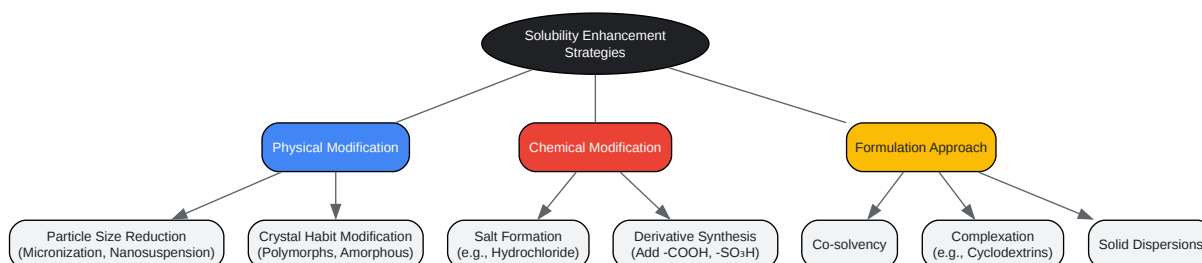 Solubility Enhancement
Strategies
Physical Modification
Chemical Modification
Formulation Approach
Particle Size Reduction
(Micronization, Nanosuspension)
Crystal Habit Modification
(Polymorphs, Amorphous)
Salt Formation
(e.g., Hydrochloride)
Derivative Synthesis
(Add -COOH, -SO₃H)
Co-solvency
Complexation
(e.g., Cyclodextrins)
Solid Dispersions